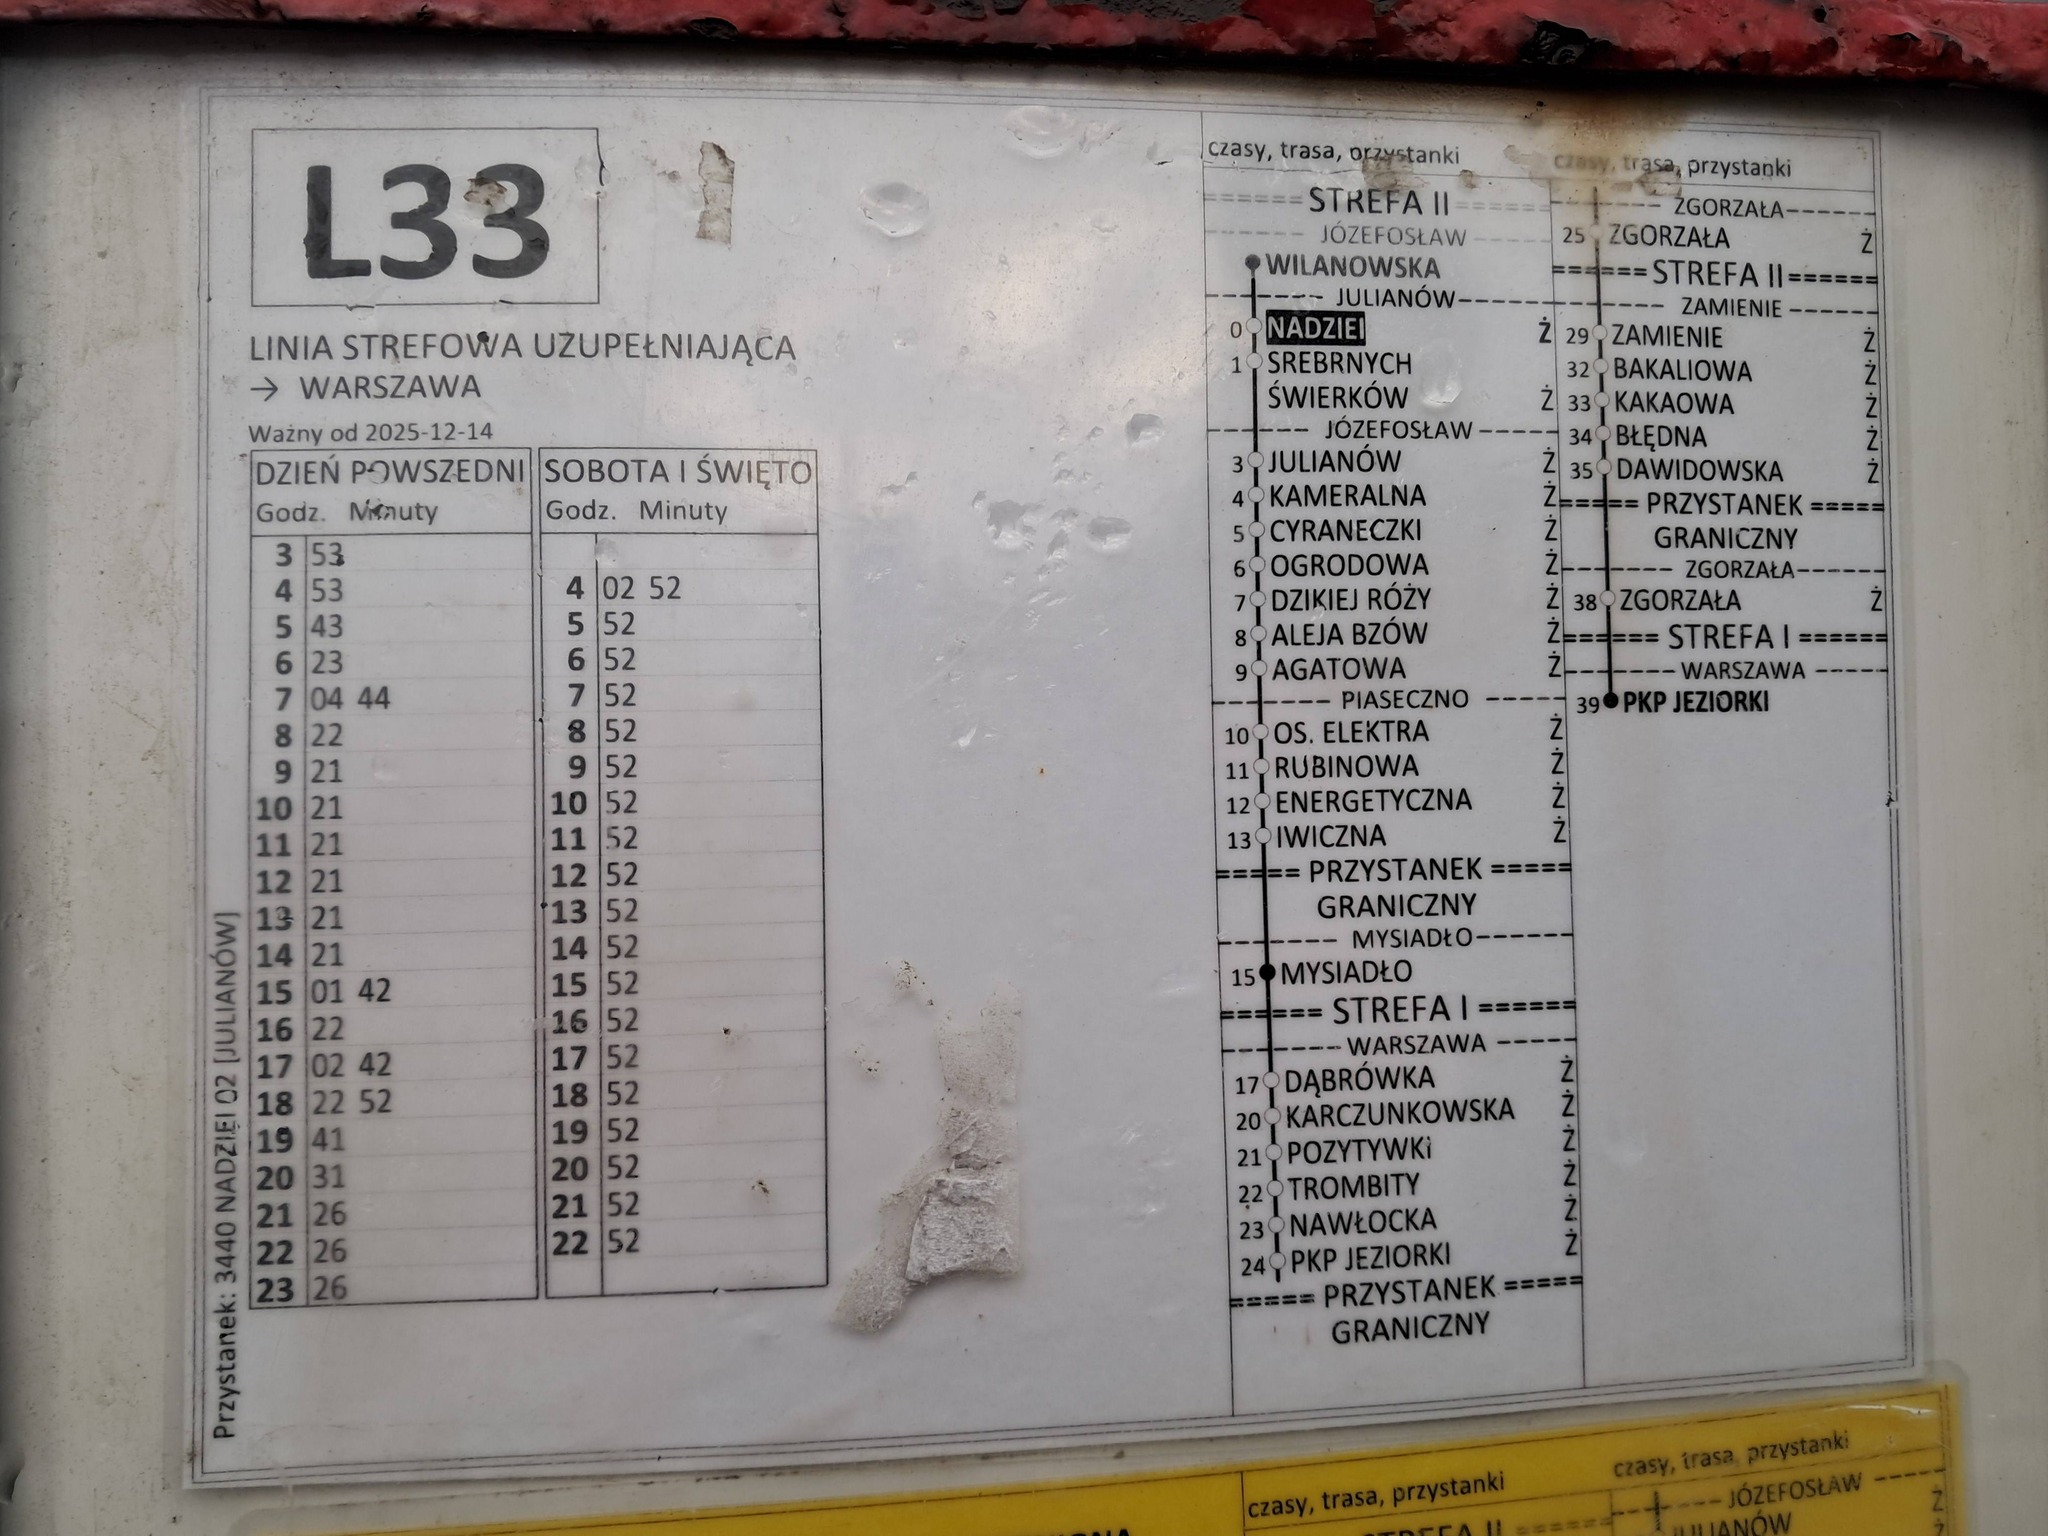 L33
LINIA STREFOWA UZUPEŁNIAJĄCA
→ WARSZAWA
Ważny od 2025-12-14
DZIEŃ POWSZEDNI
Godz. Minuty
3 53
4 53
5 43
6 23
7 04 44
8 22
9 21
10 21
11 21
12 21
13 21
14 21
15 01 42
16 22
17 02 42
18 22 52
19 41
20 31
21 26
22 26
23 26
SOBOTA I ŚWIĘTO
Godz. Minuty
4 02 52
5 52
6 52
7 52
8 52
9 52
10 52
11 52
12 52
13 52
14 52
15 52
16 52
17 52
18 52
19 52
20 52
21 52
22 52
Przystanek: 3440 NADZIEI 02 [JULIANÓW]
czasy, trasa, przystanki
======STREFA II======
------JÓZEFOSŁAW------
WILANOWSKA
------JULIANÓW------
0 NADZIEI Ż
1 SREBRNYCH
ŚWIERKÓW Ż
------JÓZEFOSŁAW------
3 JULIANÓW Ż
4 KAMERALNA Ż
5 CYRANECZKI Ż
6 OGRODOWA Ż
7 DZIKIEJ RÓŻY Ż
8 ALEJA BZÓW Ż
9 AGATOWA Ż
------PIASECZNO------
10 OS. ELEKTRA Ż
11 RUBINOWA Ż
12 ENERGETYCZNA Ż
13 IWICZNA Ż
===== PRZYSTANEK =====
GRANICZNY
------MYSIADŁO------
15 MYSIADŁO
====== STREFA I ======
------WARSZAWA------
17 DĄBRÓWKA Ż
20 KARCZUNKOWSKA Ż
21 POZYTYWKi Ż
22 TROMBITY Ż
23 NAWŁOCKA Ż
24 PKP JEZIORKI Ż
===== PRZYSTANEK =====
GRANICZNY
czasy, trasa, przystanki
------ZGORZAŁA------
25 ZGORZAŁA Ż
======STREFA II======
------ZAMIENIE------
29 ZAMIENIE Ż
32 BAKALIOWA Ż
33 KAKAOWA Ż
34 BŁĘDNA Ż
35 DAWIDOWSKA Ż
===== PRZYSTANEK =====
GRANICZNY
------ZGORZAŁA------
38 ZGORZAŁA Ż
====== STREFA I ======
------WARSZAWA------
39 PKP JEZIORKI
czasy, trasa, przystanki
STREFA II
czasy, trasa, przystanki
----JÓZEFOSŁAW----
JULIANÓW Ż